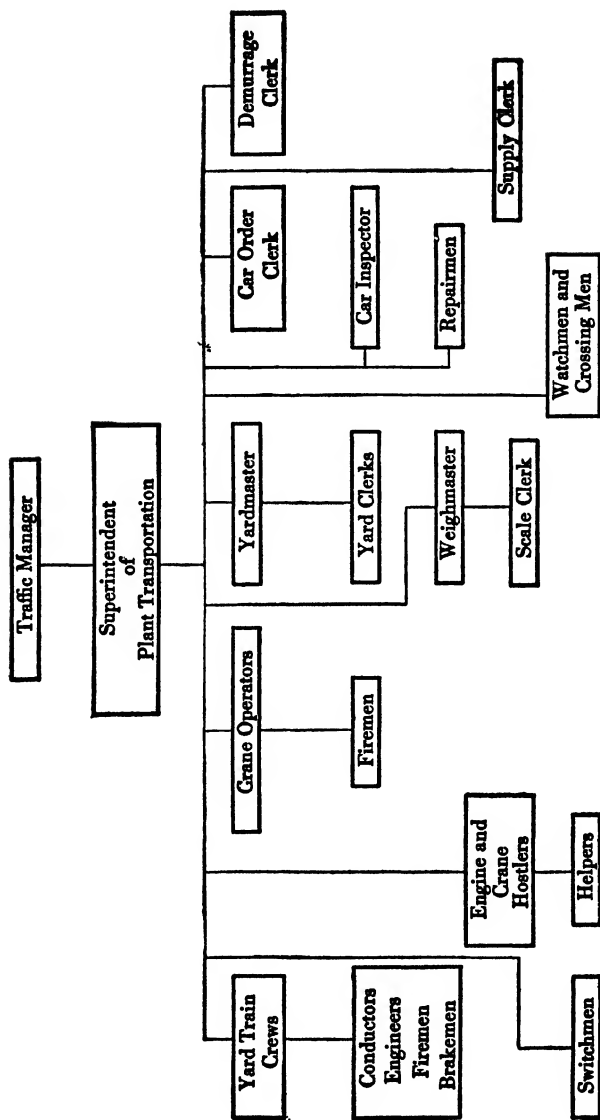 Traffic Manager
Superintendent
of
Plant Transportation
Yard Train
Crews
Grane Operators
Yardmaster
Car Order
Clerk
Demurrage
Clerk
Conductors
Engineers
Firemen
Brakemen
Firemen
Yard Clerks
Car Inspector
Engine and
Crane
Hostlers
Weighmaster
Repairmen
Supply Clerk
Switchmen
Helpers
Scale Clerk
Watchmen and
Crossing Men